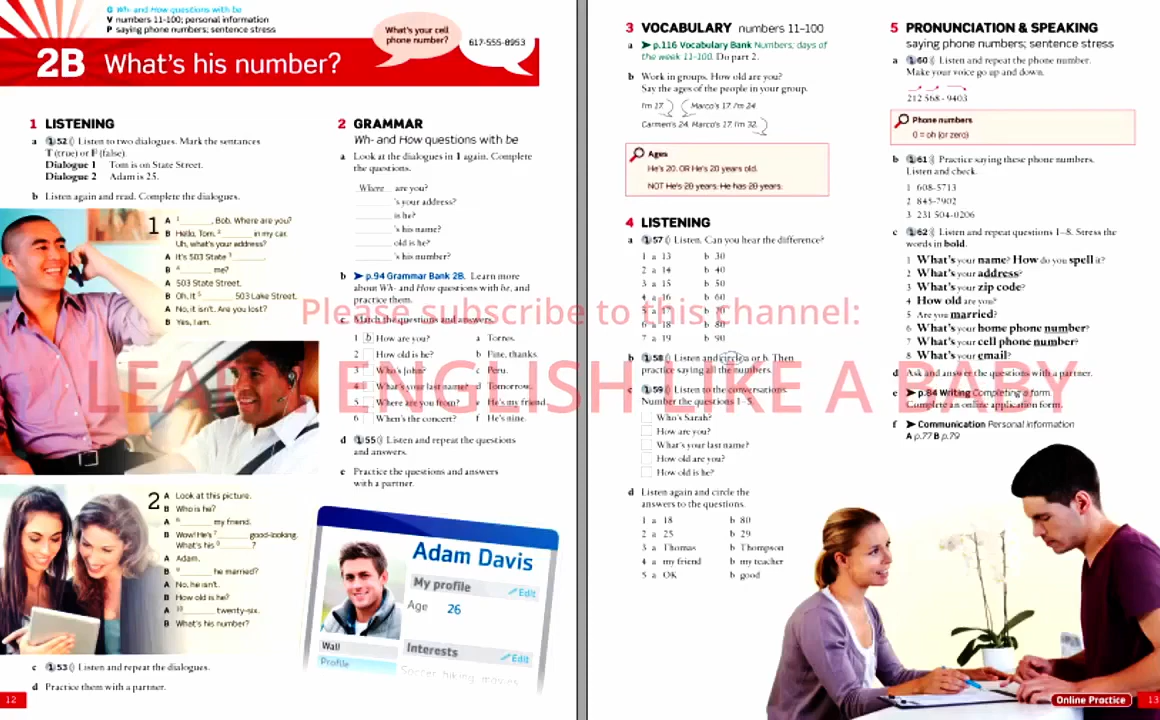 G Wh- and How questions with be
V numbers 11-100; personal information
P saying phone numbers; sentence stress
What's your cell
phone number?
617-555-8953
2B What's his number?
1 LISTENING
a 1 52 Listen to two dialogues. Mark the sentences
T (true) or F (false).
Dialogue 1 Tom is on State Street.
Dialogue 2 Adam is 25.
b Listen again and read. Complete the dialogues.
1
A 1_______, Bob. Where are you?
B Hello, Tom. 2_______ in my car.
Uh, what's your address?
A It's 503 State 3_______.
B 4_______ me?
A 503 State Street.
B Oh. It 5_______ 503 Lake Street.
A No, it isn't. Are you lost?
B Yes, I am.
2
A Look at this picture.
B Who is he?
A 6_______ my friend.
B Wow! He's 7_______ good-looking.
What's his 8_______?
A Adam.
B 9_______ he married?
A No, he isn't.
B How old is he?
A 10_______ twenty-six.
B What's his number?
c 1 53 Listen and repeat the dialogues.
d Practice them with a partner.
12
2 GRAMMAR
Wh- and How questions with be
a Look at the dialogues in 1 again. Complete
the questions.
Where are you?
_______ 's your address?
_______ is he?
_______ 's his name?
_______ old is he?
_______ 's his number?
b p.94 Grammar Bank 2B. Learn more
about Wh- and How questions with be, and
practice them.
c Match the questions and answers.
1 b How are you? a Torres.
2 How old is he? b Fine, thanks.
3 Who's John? c Peru.
4 What's your last name? d Tomorrow.
5 Where are you from? e He's my friend.
6 When's the concert? f He's nine.
d 1 55 Listen and repeat the questions
and answers.
e Practice the questions and answers
with a partner.
Adam Davis
My profile
Edit
Age 26
Wall
Profile
Interests
Edit
Soccer, hiking, movies,
3 VOCABULARY numbers 11-100
a p.116 Vocabulary Bank Numbers; days of
the week 11-100. Do part 2.
b Work in groups. How old are you?
Say the ages of the people in your group.
I'm 17. Marco's 17. I'm 24.
Carmen's 24. Marco's 17. I'm 32.
Ages
He's 20. OR He's 20 years old.
NOT He's 20 years. He has 20 years.
4 LISTENING
a 1 57 Listen. Can you hear the difference?
1 a 13 b 30
2 a 14 b 40
3 a 15 b 50
4 a 16 b 60
5 a 17 b 70
6 a 18 b 80
7 a 19 b 90
b 1 58 Listen and circle a or b. Then
practice saying all the numbers.
c 1 59 Listen to the conversations.
Number the questions 1-5.
Who's Sarah?
How are you?
What's your last name?
How old are you?
How old is he?
d Listen again and circle the
answers to the questions.
1 a 18 b 80
2 a 25 b 29
3 a Thomas b Thompson
4 a my friend b my teacher
5 a OK b good
5 PRONUNCIATION & SPEAKING
saying phone numbers; sentence stress
a 1 60 Listen and repeat the phone number.
Make your voice go up and down.
212 568 - 9403
Phone numbers
0 = oh (or zero)
b 1 61 Practice saying these phone numbers.
Listen and check.
1 608-5713
2 845-7902
3 231 504-0206
c 1 62 Listen and repeat questions 1-8. Stress the
words in bold.
1 What's your name? How do you spell it?
2 What's your address?
3 What's your zip code?
4 How old are you?
5 Are you married?
6 What's your home phone number?
7 What's your cell phone number?
8 What's your email?
d Ask and answer the questions with a partner.
e p.84 Writing Completing a form.
Complete an online application form.
f Communication Personal information
A p.77 B p.79
Online Practice
13
Please subscribe to this channel:
LEARN ENGLISH LIKE A BABY